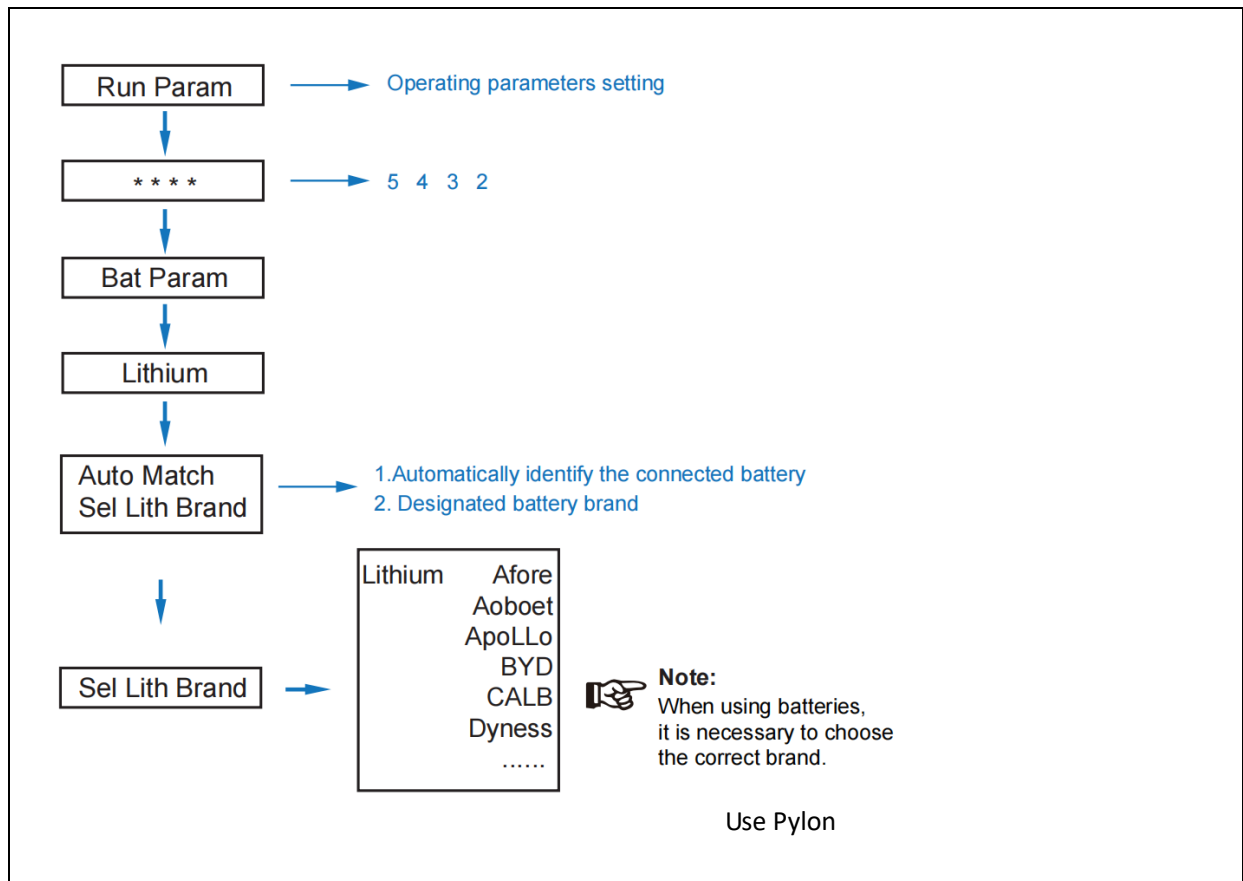 Run Param
Operating parameters setting
* * * *
5 4 3 2
Bat Param
Lithium
Auto Match
Sel Lith Brand
1.Automatically identify the connected battery
2. Designated battery brand
Sel Lith Brand
Lithium Afore
Aoboet
ApoLLo
BYD
CALB
Dyness
......
Note:
When using batteries,
it is necessary to choose
the correct brand.
Use Pylon